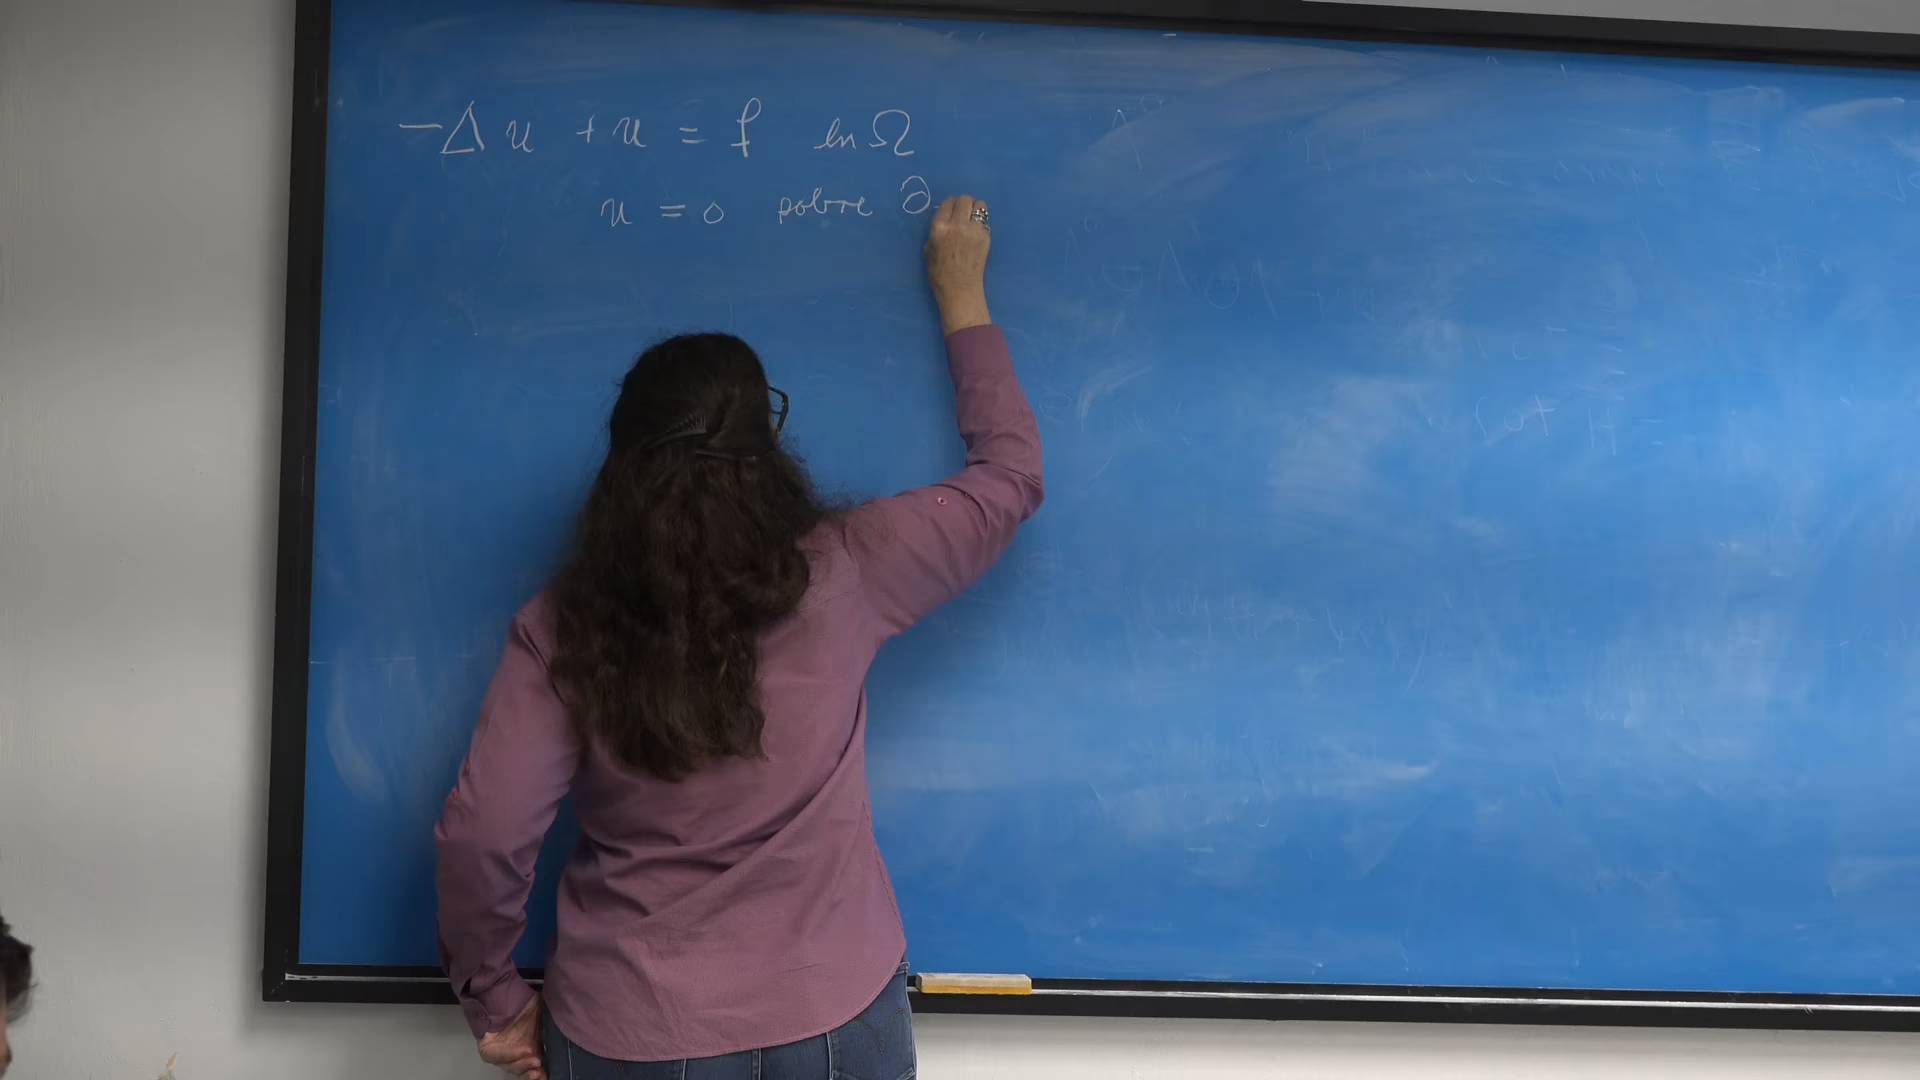 -Δu + u = f en Ω
u = 0 sobre ∂